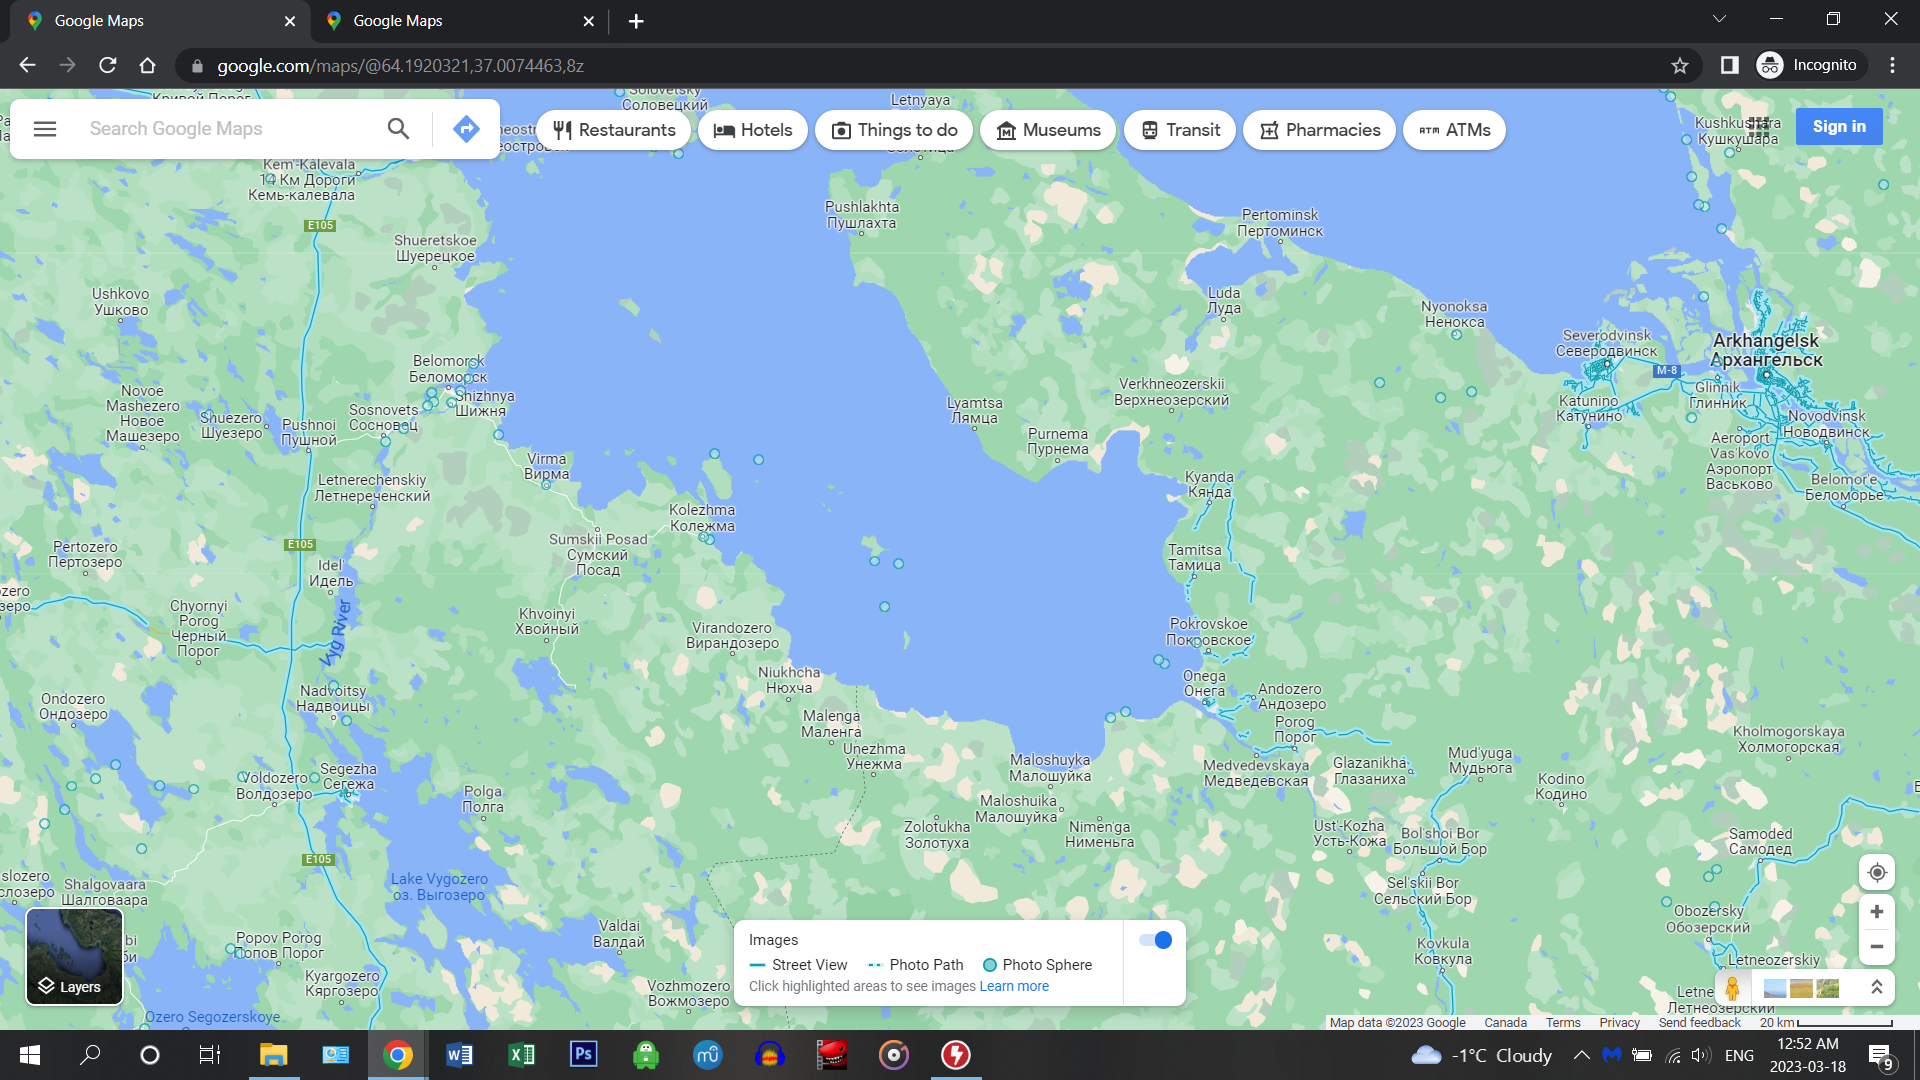 Google Maps
Google Maps
google.com/maps/@64.1920321,37.0074463,8z
Incognito
Search Google Maps
Restaurants
Hotels
Things to do
Museums
Transit
Pharmacies
ATMs
Sign in
Соловецкий
Letnyaya
Kushkushara
Кушкушара
Kem'-Kalevala
14 Км Дороги
Кемь-калевала
E105
Pushlakhta
Пушлахта
Pertominsk
Пертоминск
Shueretskoe
Шуерецкое
Ushkovo
Ушково
Luda
Луда
Nyonoksa
Ненокса
Severodvinsk
Северодвинск
Arkhangelsk
Архангельск
M-8
Belomorsk
Беломорск
Shizhnya
Шижня
Novoe
Mashezero
Новое
Машезеро
Shuezero
Шуезеро
Pushnoi
Пушной
Sosnovets
Сосновец
Lyamtsa
Лямца
Verkhneozerskii
Верхнеозерский
Glinnik
Глинник
Katunino
Катунино
Novodvinsk
Новодвинск
Purnema
Пурнема
Aeroport
Vas'kovo
Аэропорт
Васьково
Virma
Вирма
Letnerechenskiy
Летнереченский
Kyanda
Кянда
Belomor'e
Беломорье
Kolezhma
Колежма
E105
Sumskii Posad
Сумский
Посад
Pertozero
Пертозеро
Idel'
Идель
Tamitsa
Тамица
Chyornyi
Porog
Черный
Порог
Vyg River
Khvoinyi
Хвойный
Virandozero
Вирандозеро
Pokrovskoe
Покровское
Niukhcha
Нюхча
Onega
Онега
Andozero
Андозеро
Nadvoitsy
Надвоицы
Ondozero
Ондозеро
Malenga
Маленга
Porog
Порог
Unezhma
Унежма
Maloshuyka
Малошуйка
Medvedevskaya
Медведевская
Glazanikha
Глазаниха
Mud'yuga
Мудьюга
Kholmogorskaya
Холмогорская
Segezha
Сегежа
Voldozero
Волдозеро
Polga
Полга
Kodino
Кодино
Maloshuika
Малошуйка
Zolotukha
Золотуха
Nimen'ga
Нименьга
Ust'-Kozha
Усть-Кожа
Bol'shoi Bor
Большой Бор
Samoded
Самодед
E105
Lake Vygozero
оз. Выгозеро
Shalgovaara
Шалговаара
Sel'skii Bor
Сельский Бор
Obozersky
Обозерский
Valdai
Валдай
Popov Porog
Попов Порог
Kovkula
Ковкула
Letneozerskiy
Летнеозерский
Kyargozero
Кяргозеро
Vozhmozero
Вожмозеро
Ozero Segozerskoye
Layers
Images
Street View
Photo Path
Photo Sphere
Click highlighted areas to see images Learn more
Map data ©2023 Google
Canada
Terms
Privacy
Send feedback
20 km
-1°C Cloudy
ENG
12:52 AM
2023-03-18
9